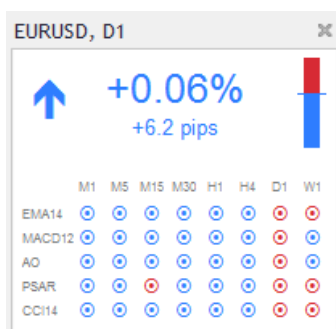 EURUSD, D1
+0.06%
+6.2 pips
M1 M5 M15 M30 H1 H4 D1 W1
EMA14
MACD12
AO
PSAR
CCI14